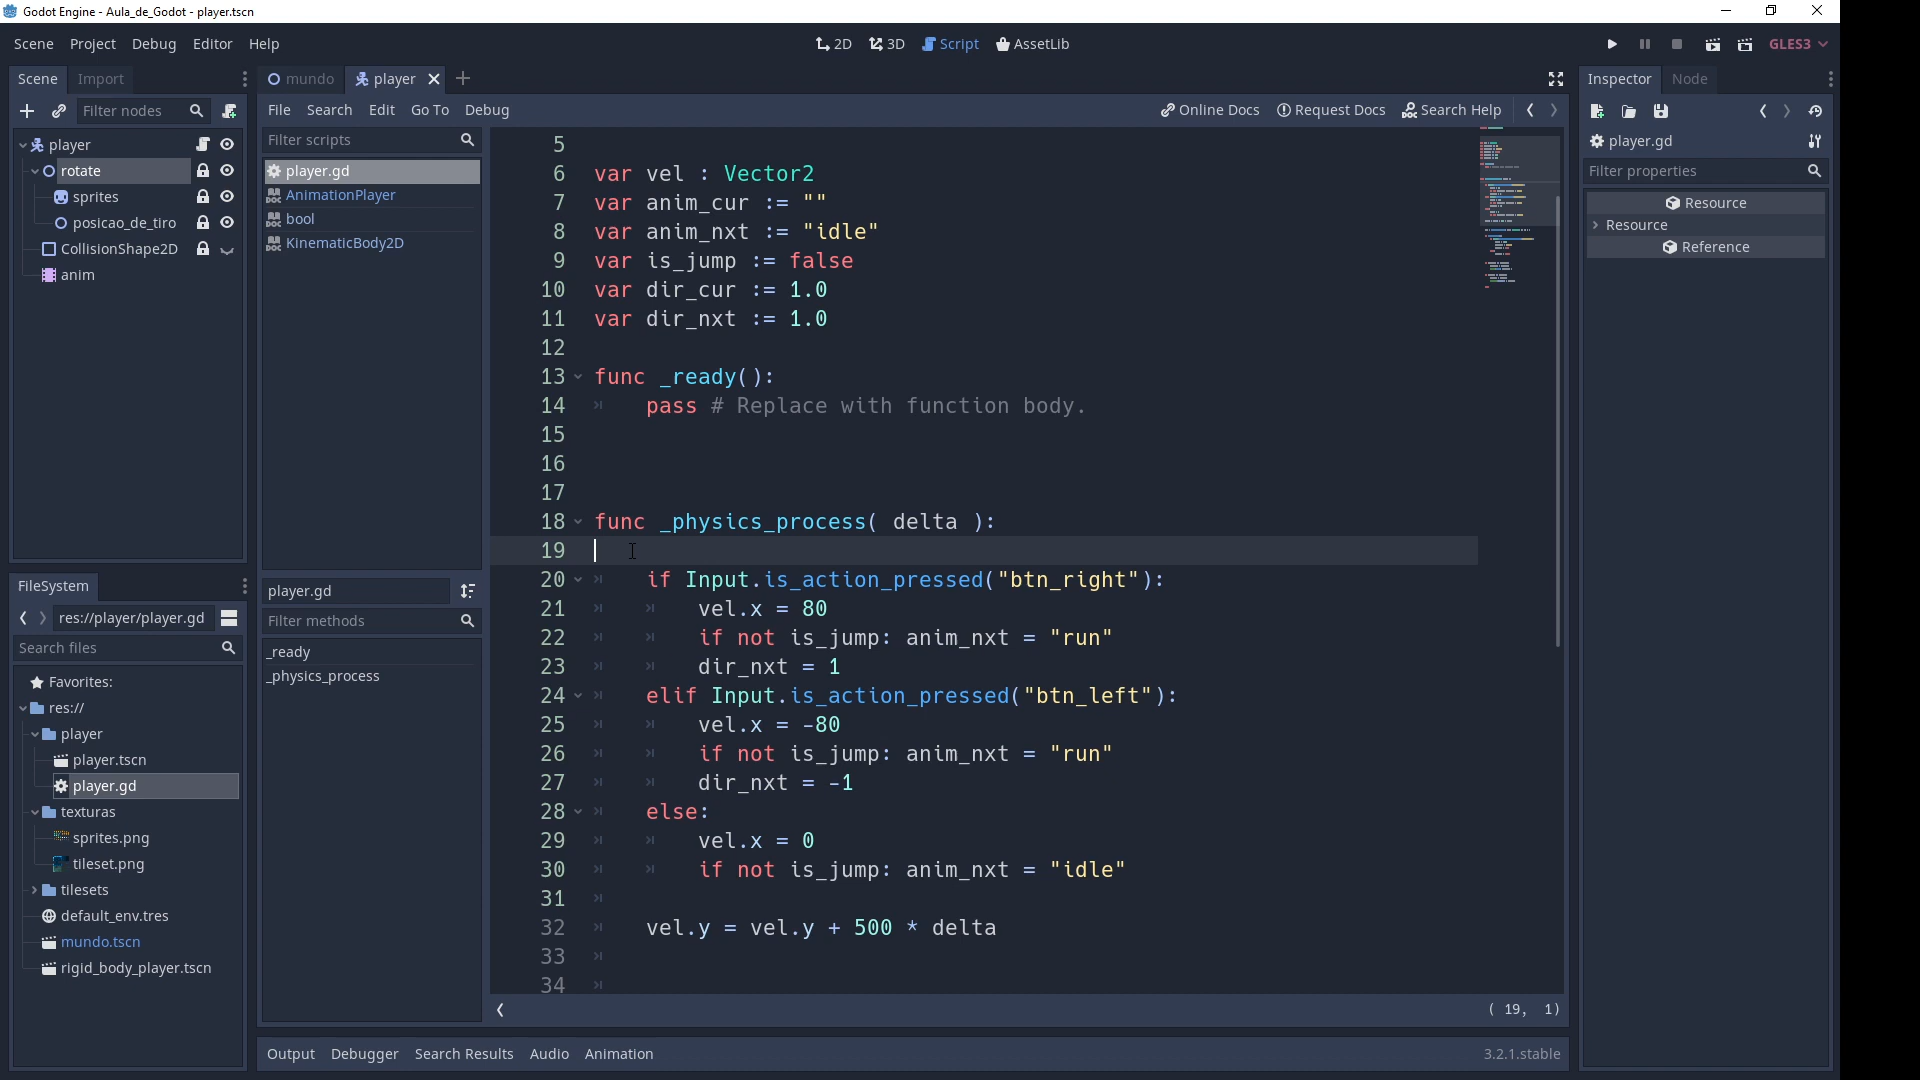 Godot Engine - Aula_de_Godot - player.tscn
Scene Project Debug Editor Help
2D 3D Script AssetLib
GLES3
Scene Import
Filter nodes
player
rotate
sprites
posicao_de_tiro
CollisionShape2D
anim
FileSystem
res://player/player.gd
Search files
Favorites:
res://
player
player.tscn
player.gd
texturas
sprites.png
tileset.png
tilesets
default_env.tres
mundo.tscn
rigid_body_player.tscn
mundo player
File Search Edit Go To Debug
Online Docs Request Docs Search Help
Filter scripts
player.gd
AnimationPlayer
bool
KinematicBody2D
player.gd
Filter methods
_ready
_physics_process
5
6 var vel : Vector2
7 var anim_cur := ""
8 var anim_nxt := "idle"
9 var is_jump := false
10 var dir_cur := 1.0
11 var dir_nxt := 1.0
12
13 func _ready():
14 pass # Replace with function body.
15
16
17
18 func _physics_process( delta ):
19
20 if Input.is_action_pressed("btn_right"):
21 vel.x = 80
22 if not is_jump: anim_nxt = "run"
23 dir_nxt = 1
24 elif Input.is_action_pressed("btn_left"):
25 vel.x = -80
26 if not is_jump: anim_nxt = "run"
27 dir_nxt = -1
28 else:
29 vel.x = 0
30 if not is_jump: anim_nxt = "idle"
31
32 vel.y = vel.y + 500 * delta
33
34
( 19, 1)
Output Debugger Search Results Audio Animation
3.2.1.stable
Inspector Node
player.gd
Filter properties
Resource
Resource
Reference